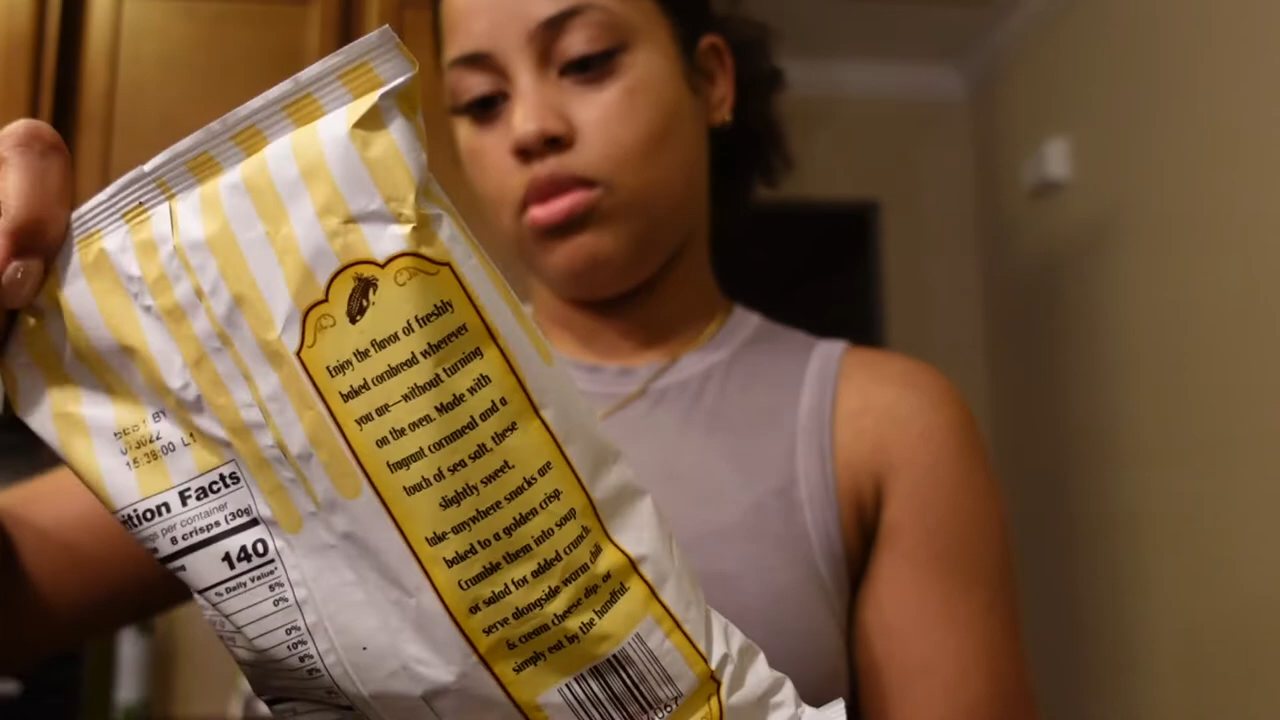 Enjoy the flavor of freshly
baked cornbread wherever
you are—without turning
on the oven. Made with
fragrant cornmeal and a
touch of sea salt, these
slightly sweet,
take-anywhere snacks are
baked to a golden crisp.
Crumble them into soup
or salad for added crunch,
serve alongside warm chili
& cream cheese dip, or
simply eat by the handful.
BEST BY
15:38:00 L1
ition Facts
per container
8 crisps (30g)
140
% Daily Value*
5%
0%
0%
10%